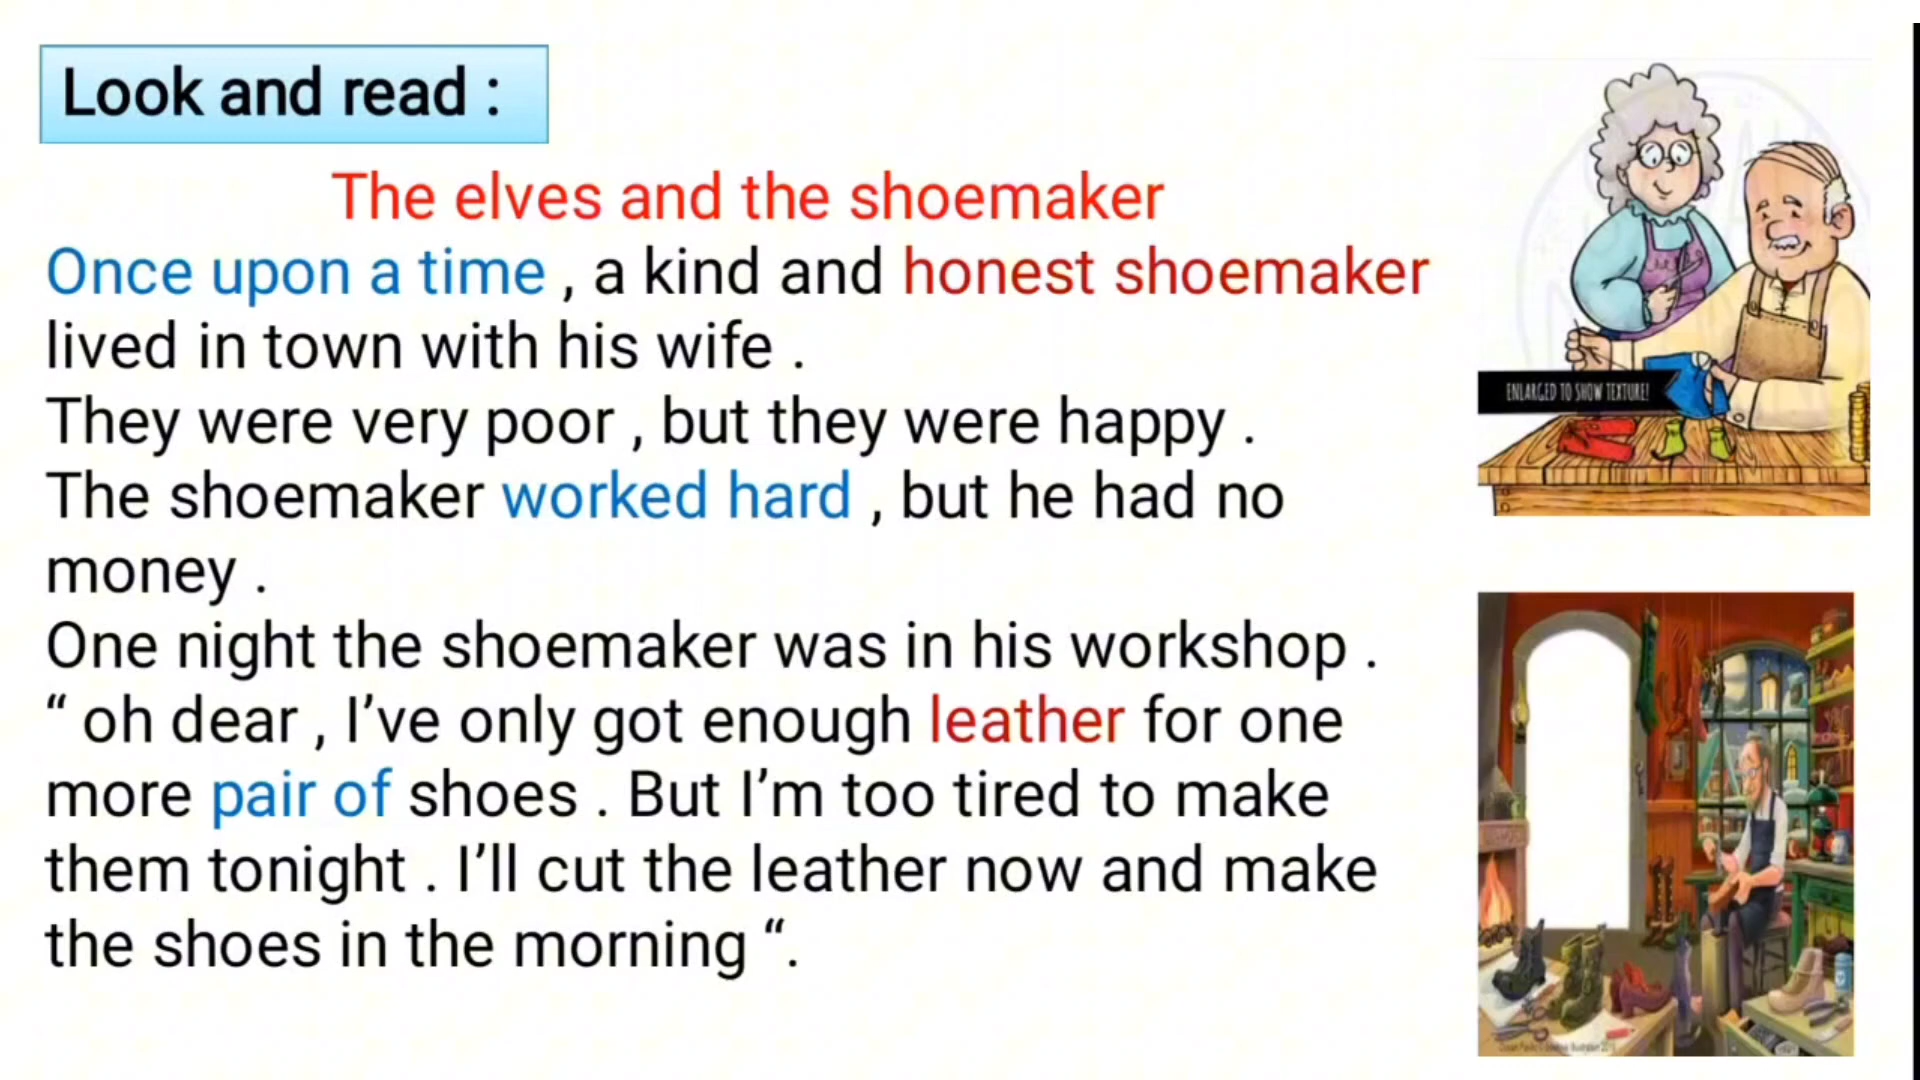 Look and read :
The elves and the shoemaker
Once upon a time , a kind and honest shoemaker
lived in town with his wife .
They were very poor , but they were happy .
The shoemaker worked hard , but he had no
money .
One night the shoemaker was in his workshop .
“ oh dear , I’ve only got enough leather for one
more pair of shoes . But I’m too tired to make
them tonight . I’ll cut the leather now and make
the shoes in the morning “.
ENLARGED TO SHOW TEXTURE!